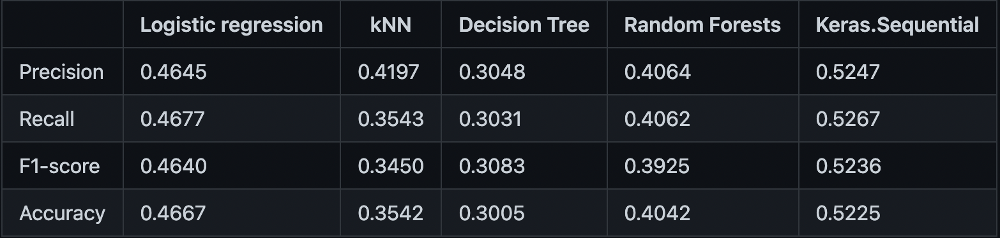 Logistic regression kNN Decision Tree Random Forests Keras.Sequential
Precision 0.4645 0.4197 0.3048 0.4064 0.5247
Recall 0.4677 0.3543 0.3031 0.4062 0.5267
F1-score 0.4640 0.3450 0.3083 0.3925 0.5236
Accuracy 0.4667 0.3542 0.3005 0.4042 0.5225